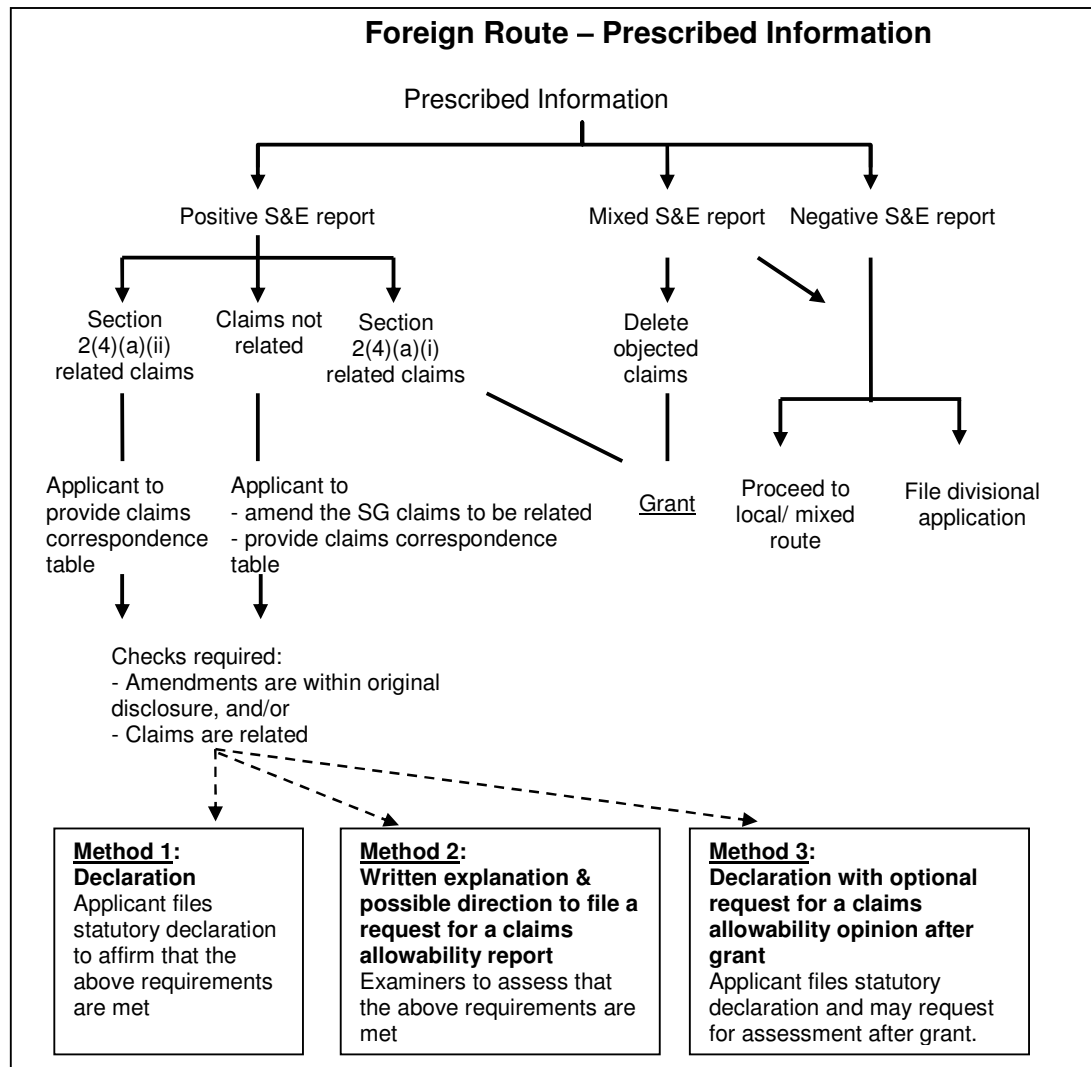 Foreign Route – Prescribed Information
Prescribed Information
Positive S&E report
Mixed S&E report
Negative S&E report
Section
2(4)(a)(ii)
related claims
Claims not
related
Section
2(4)(a)(i)
related claims
Delete
objected
claims
Applicant to
provide claims
correspondence
table
Applicant to
- amend the SG claims to be related
- provide claims correspondence
table
Grant
Proceed to
local/ mixed
route
File divisional
application
Checks required:
- Amendments are within original
disclosure, and/or
- Claims are related
Method 1:
Declaration
Applicant files
statutory declaration
to affirm that the
above requirements
are met
Method 2:
Written explanation &
possible direction to file a
request for a claims
allowability report
Examiners to assess that
the above requirements are
met
Method 3:
Declaration with optional
request for a claims
allowability opinion after
grant
Applicant files statutory
declaration and may request
for assessment after grant.